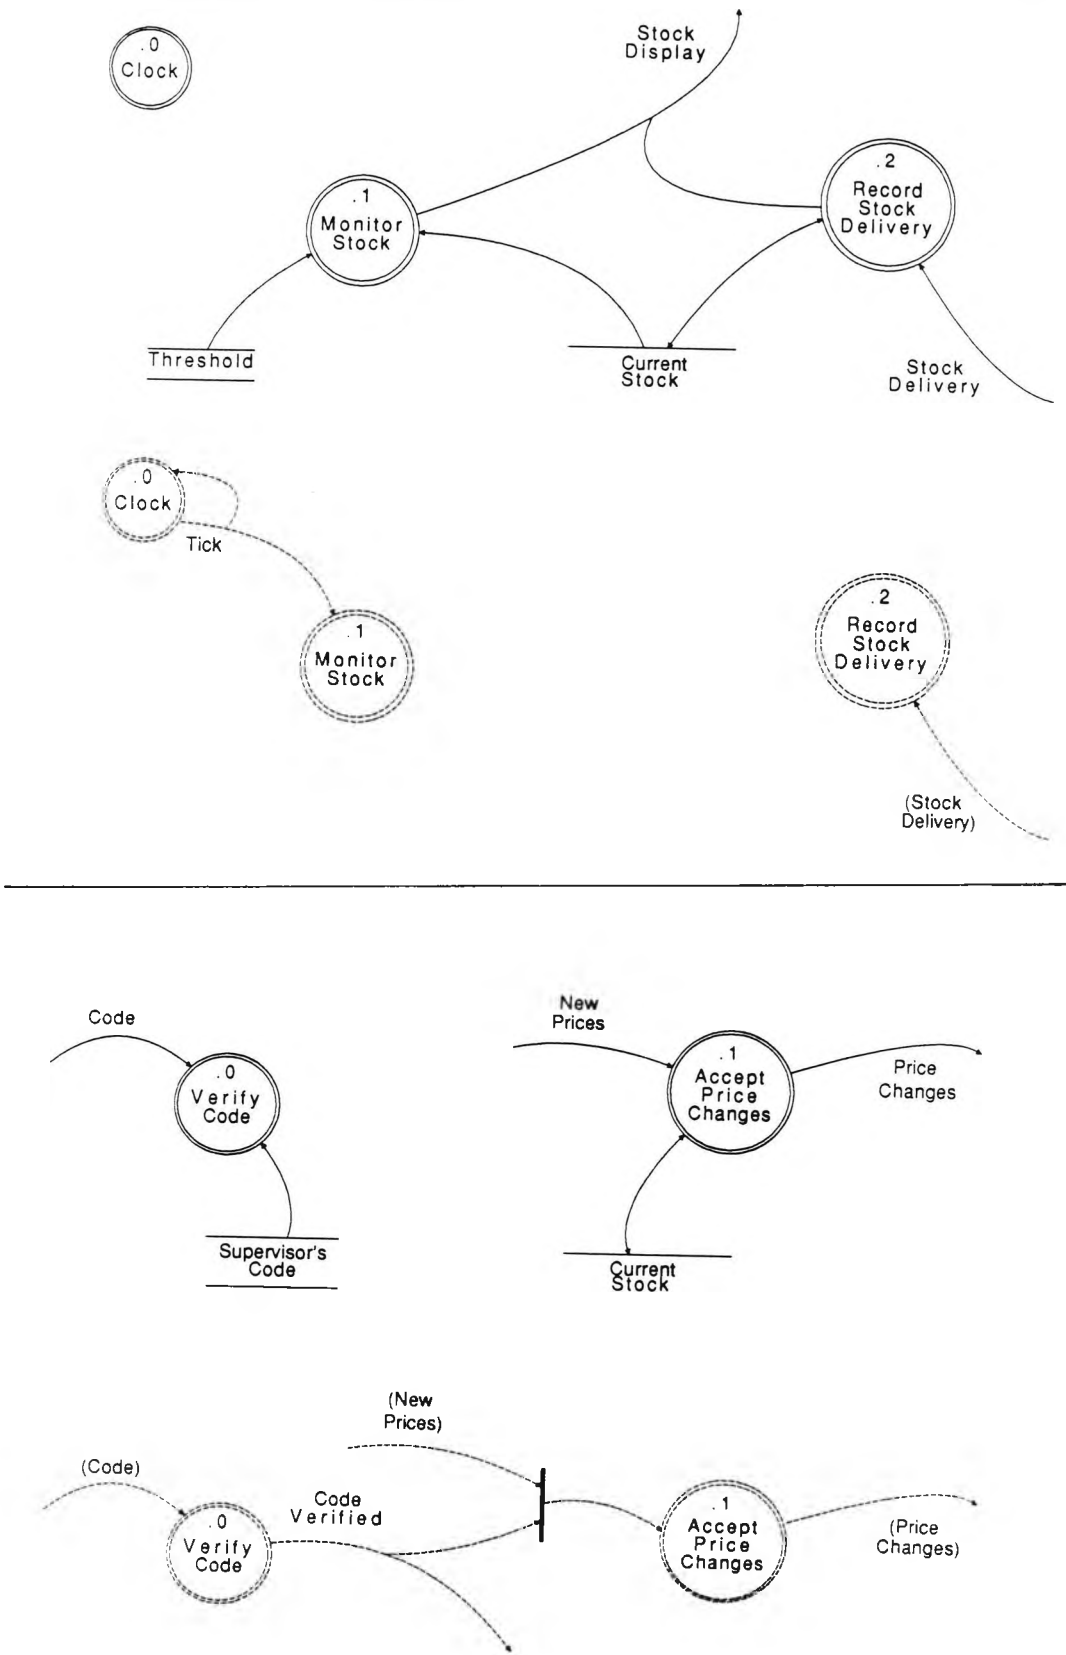 .0
Clock
Stock
Display
.1
Monitor
Stock
.2
Record
Stock
Delivery
Threshold
Current
Stock
Stock
Delivery
.0
Clock
Tick
.1
Monitor
Stock
.2
Record
Stock
Delivery
(Stock
Delivery)
Code
.0
Verify
Code
Supervisor's
Code
New
Prices
.1
Accept
Price
Changes
Price
Changes
Current
Stock
(New
Prices)
(Code)
.0
Verify
Code
Code
Verified
.1
Accept
Price
Changes
(Price
Changes)